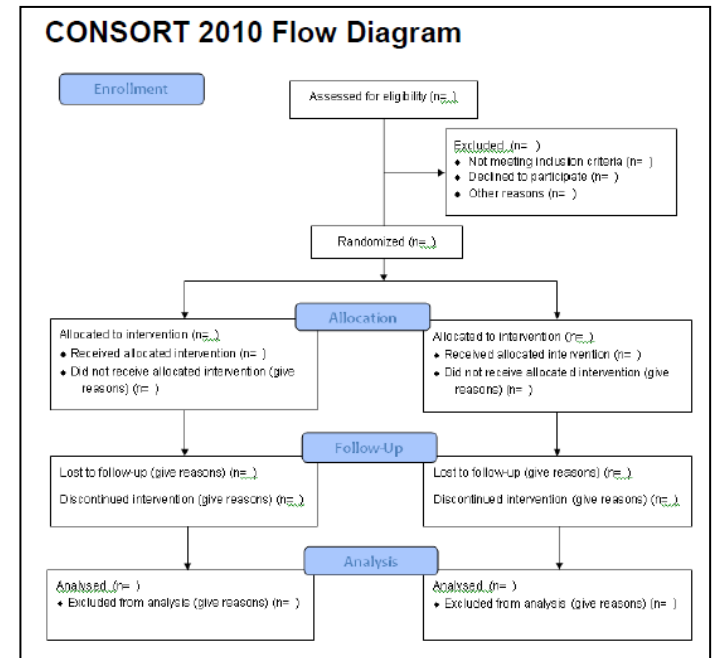 CONSORT 2010 Flow Diagram
Enrollment
Assessed for eligibility (n= )
Excluded (n= )
♦ Not meeting inclusion criteria (n= )
♦ Declined to participate (n= )
♦ Other reasons (n= )
Randomized (n= )
Allocation
Allocated to intervention (n= )
♦ Received allocated intervention (n= )
♦ Did not receive allocated intervention (give
reasons) (n= )
Allocated to intervention (n= )
♦ Received allocated intervention (n= )
♦ Did not receive allocated intervention (give
reasons) (n= )
Follow-Up
Lost to follow-up (give reasons) (n= )
Discontinued intervention (give reasons) (n= )
Lost to follow-up (give reasons) (n= )
Discontinued intervention (give reasons) (n= )
Analysis
Analysed (n= )
♦ Excluded from analysis (give reasons) (n= )
Analysed (n= )
♦ Excluded from analysis (give reasons) (n= )